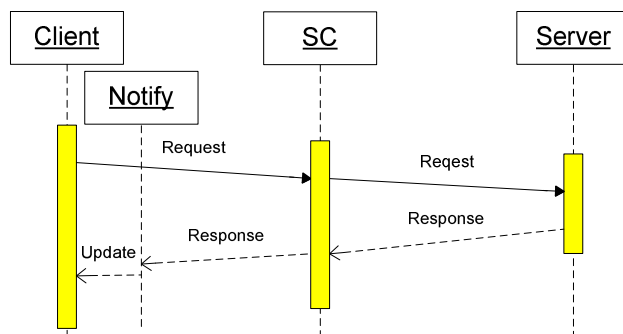 Client
SC
Server
Notify
Request
Reqest
Response
Response
Update